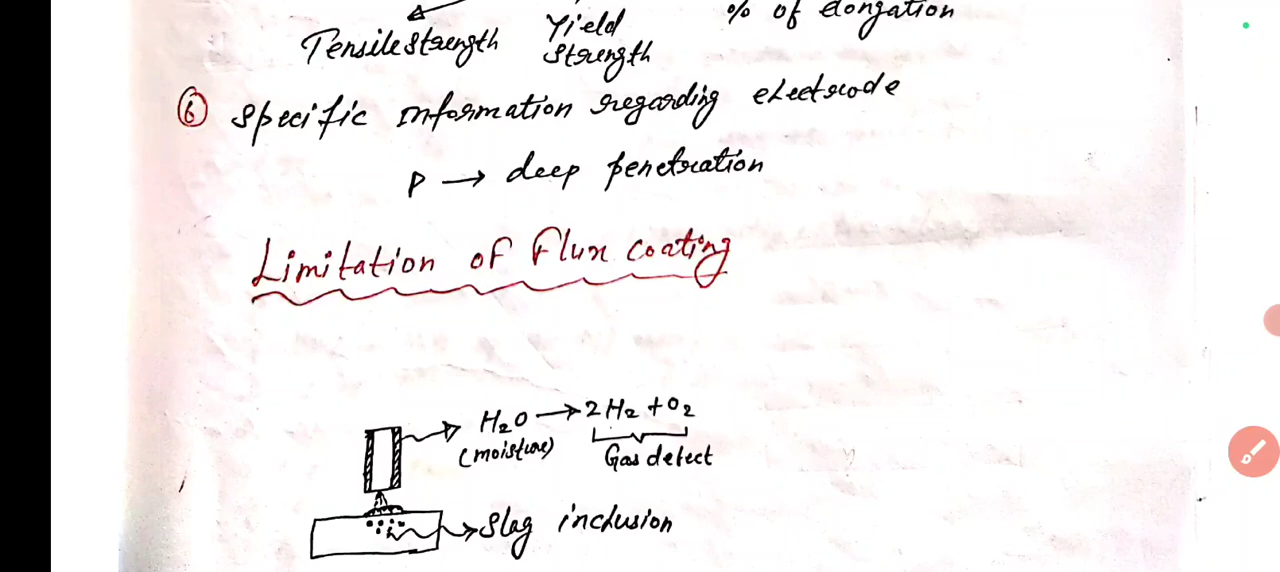 Tensile strength Yield strength % of elongation
⑥ Specific information regarding electrode
P → deep penetration
Limitation of Flux coating
H₂O → 2H₂ + O₂
(moisture) Gas defect
Slag inclusion